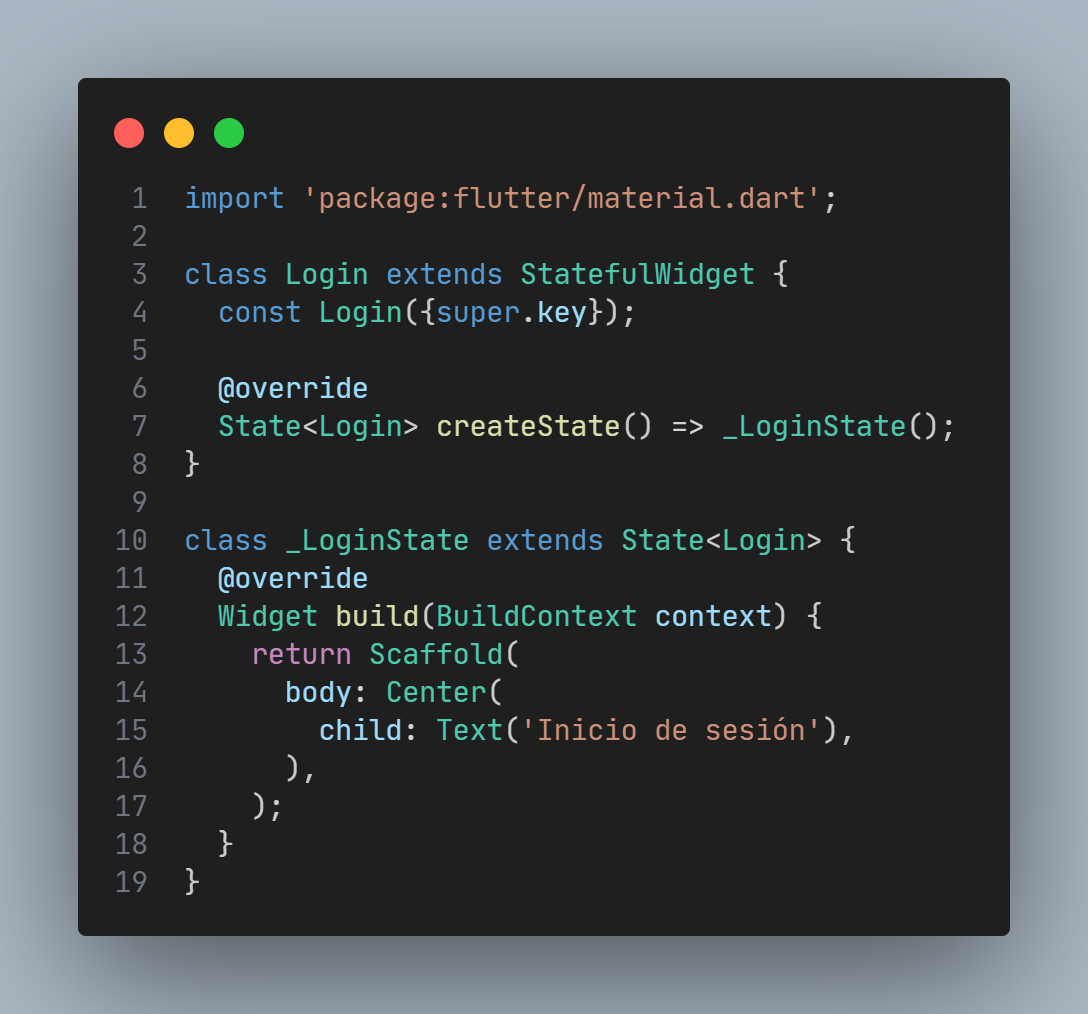 1 import 'package:flutter/material.dart';
2
3 class Login extends StatefulWidget {
4   const Login({super.key});
5
6   @override
7   State<Login> createState() => _LoginState();
8 }
9
10 class _LoginState extends State<Login> {
11   @override
12   Widget build(BuildContext context) {
13     return Scaffold(
14       body: Center(
15         child: Text('Inicio de sesión'),
16       ),
17     );
18   }
19 }